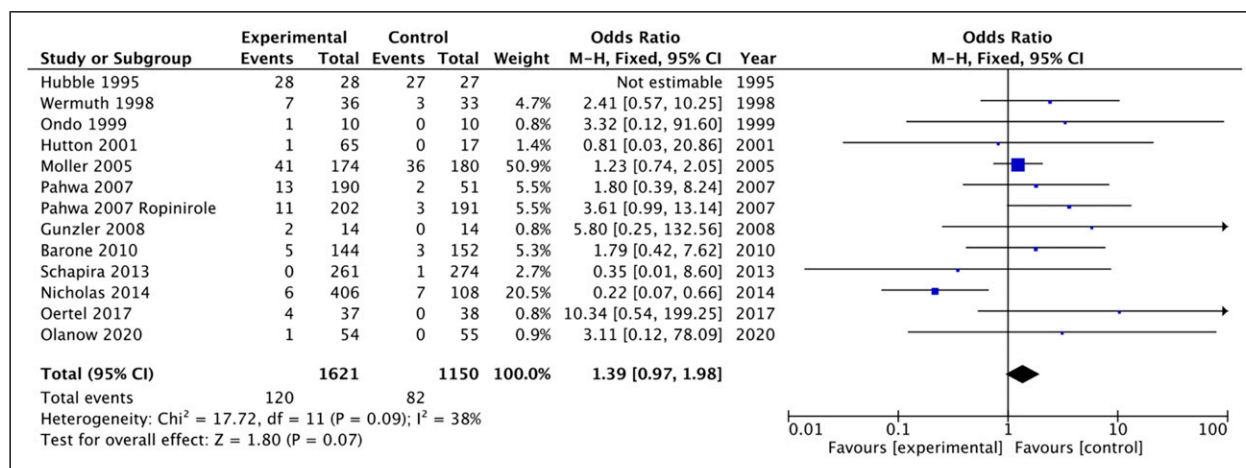 Experimental Control Odds Ratio Odds Ratio
Study or Subgroup Events Total Events Total Weight M-H, Fixed, 95% CI Year M-H, Fixed, 95% CI
Hubble 1995 28 28 27 27 Not estimable 1995
Wermuth 1998 7 36 3 33 4.7% 2.41 [0.57, 10.25] 1998
Ondo 1999 1 10 0 10 0.8% 3.32 [0.12, 91.60] 1999
Hutton 2001 1 65 0 17 1.4% 0.81 [0.03, 20.86] 2001
Moller 2005 41 174 36 180 50.9% 1.23 [0.74, 2.05] 2005
Pahwa 2007 13 190 2 51 5.5% 1.80 [0.39, 8.24] 2007
Pahwa 2007 Ropinirole 11 202 3 191 5.5% 3.61 [0.99, 13.14] 2007
Gunzler 2008 2 14 0 14 0.8% 5.80 [0.25, 132.56] 2008
Barone 2010 5 144 3 152 5.3% 1.79 [0.42, 7.62] 2010
Schapira 2013 0 261 1 274 2.7% 0.35 [0.01, 8.60] 2013
Nicholas 2014 6 406 7 108 20.5% 0.22 [0.07, 0.66] 2014
Oertel 2017 4 37 0 38 0.8% 10.34 [0.54, 199.25] 2017
Olanow 2020 1 54 0 55 0.9% 3.11 [0.12, 78.09] 2020
Total (95% CI) 1621 1150 100.0% 1.39 [0.97, 1.98]
Total events 120 82
Heterogeneity: Chi² = 17.72, df = 11 (P = 0.09); I² = 38%
Test for overall effect: Z = 1.80 (P = 0.07)
0.01 0.1 1 10 100
Favours [experimental] Favours [control]